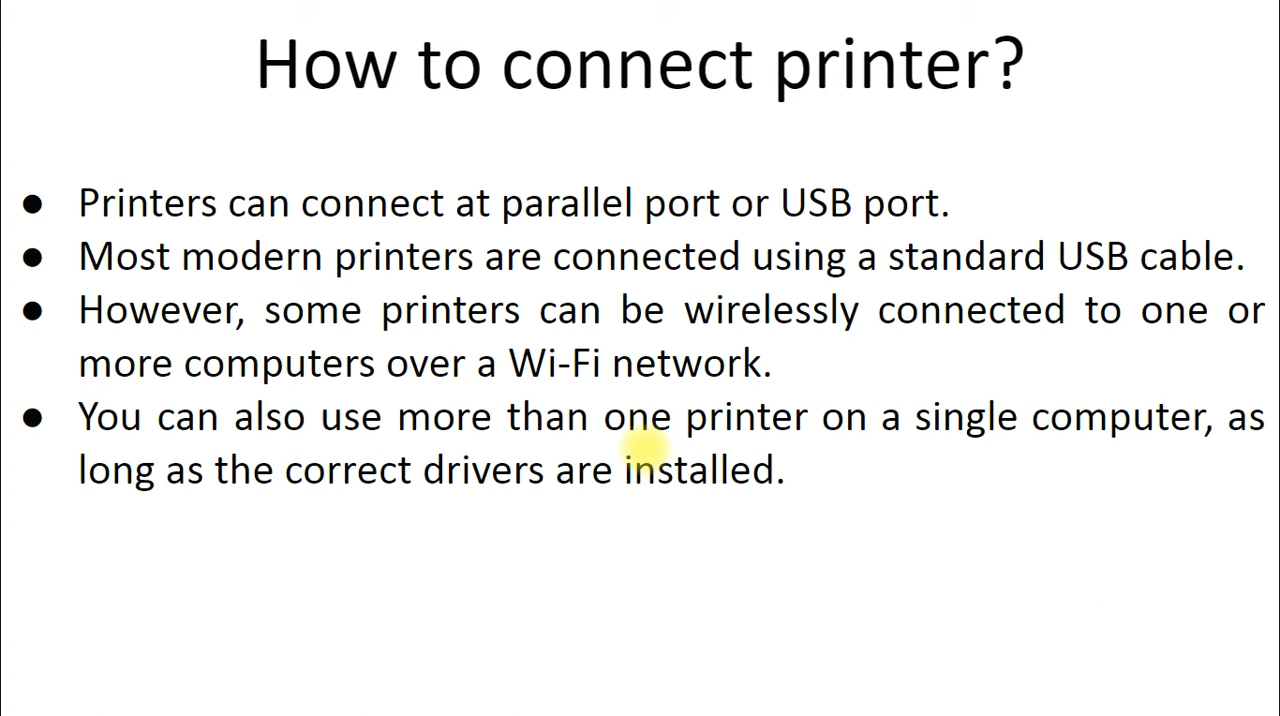 How to connect printer?
● Printers can connect at parallel port or USB port.
● Most modern printers are connected using a standard USB cable.
● However, some printers can be wirelessly connected to one or
more computers over a Wi-Fi network.
● You can also use more than one printer on a single computer, as
long as the correct drivers are installed.